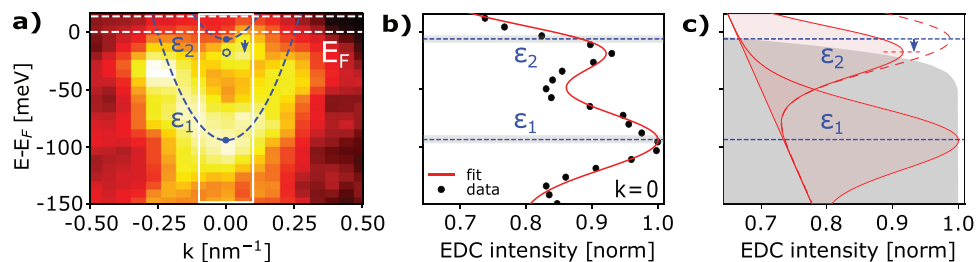 a)
E-E_F [meV]
0
-50
-100
-150
ε₂
E_F
ε₁
-0.50
-0.25
0.00
0.25
0.50
k [nm⁻¹]
b)
ε₂
ε₁
fit
data
k=0
0.7
0.8
0.9
1.0
EDC intensity [norm]
c)
ε₂
ε₁
0.7
0.8
0.9
1.0
EDC intensity [norm]